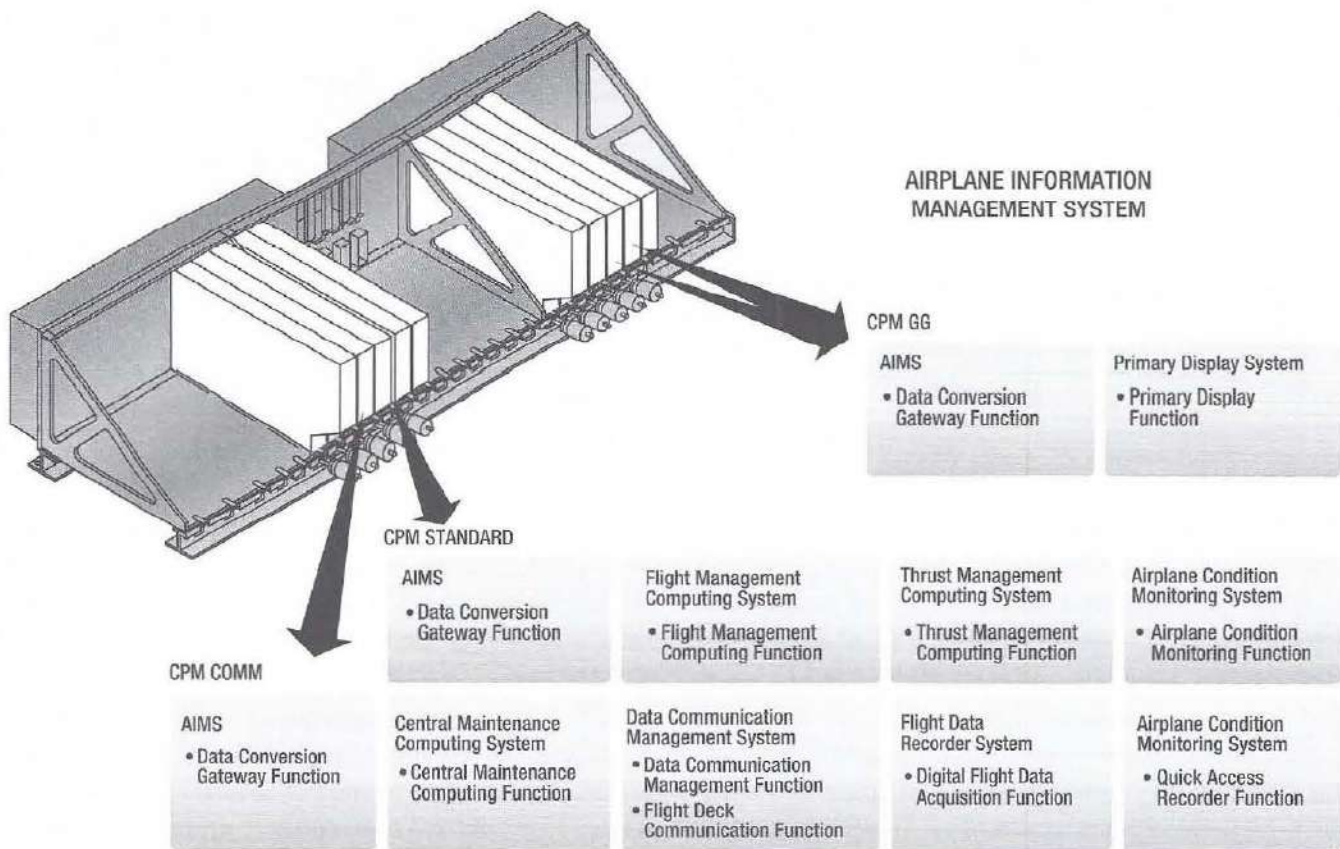 AIRPLANE INFORMATION
MANAGEMENT SYSTEM
CPM GG
AIMS
• Data Conversion
Gateway Function
Primary Display System
• Primary Display
Function
CPM STANDARD
AIMS
• Data Conversion
Gateway Function
Flight Management
Computing System
• Flight Management
Computing Function
Thrust Management
Computing System
• Thrust Management
Computing Function
Airplane Condition
Monitoring System
• Airplane Condition
Monitoring Function
CPM COMM
AIMS
• Data Conversion
Gateway Function
Central Maintenance
Computing System
• Central Maintenance
Computing Function
Data Communication
Management System
• Data Communication
Management Function
• Flight Deck
Communication Function
Flight Data
Recorder System
• Digital Flight Data
Acquisition Function
Airplane Condition
Monitoring System
• Quick Access
Recorder Function